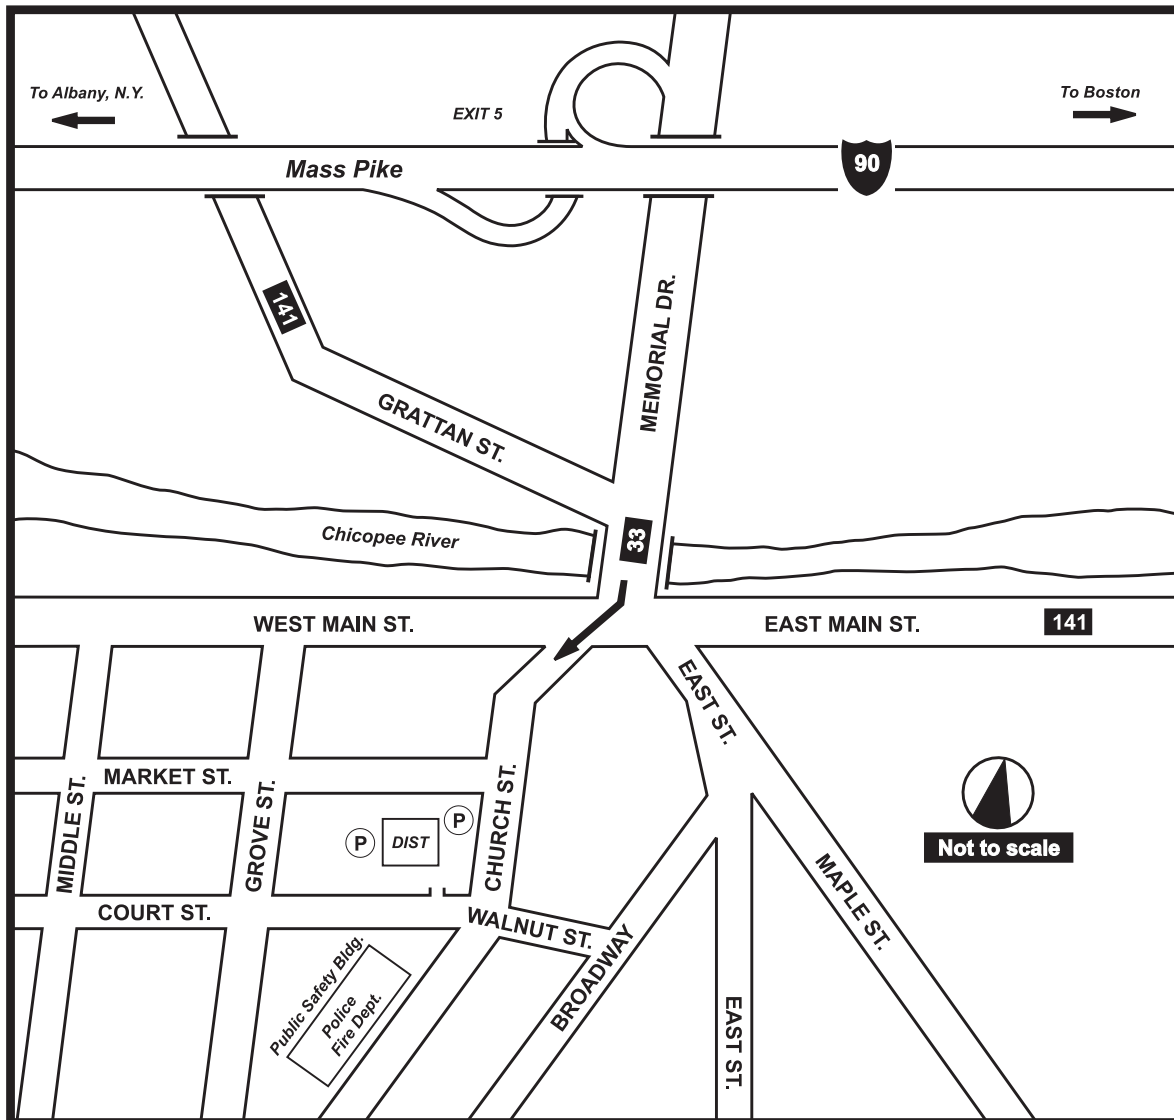 To Albany, N.Y.
EXIT 5
To Boston
Mass Pike
90
141
MEMORIAL DR.
GRATTAN ST.
Chicopee River
33
WEST MAIN ST.
EAST MAIN ST.
141
EAST ST.
MARKET ST.
MIDDLE ST.
GROVE ST.
CHURCH ST.
P
DIST
P
Not to scale
COURT ST.
WALNUT ST.
MAPLE ST.
BROADWAY
Public Safety Bldg.
Police
Fire Dept.
EAST ST.